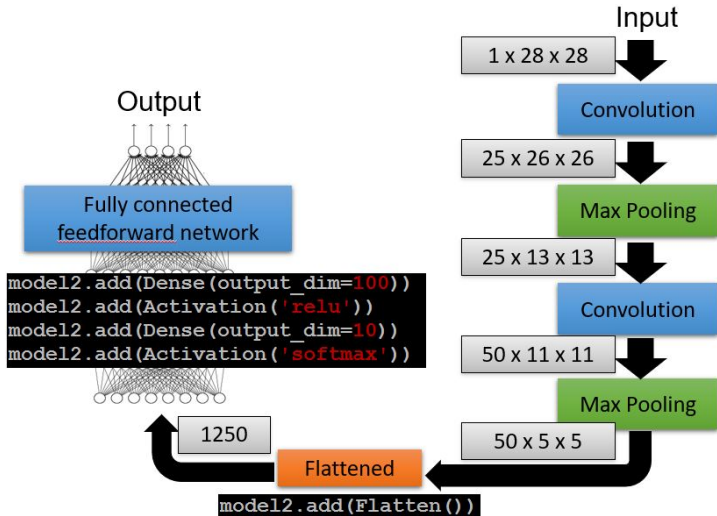 Input
1 x 28 x 28
Convolution
25 x 26 x 26
Max Pooling
25 x 13 x 13
Convolution
50 x 11 x 11
Max Pooling
50 x 5 x 5
Flattened
model2.add(Flatten())
1250
Output
Fully connected
feedforward network
model2.add(Dense(output_dim=100))
model2.add(Activation('relu'))
model2.add(Dense(output_dim=10))
model2.add(Activation('softmax'))